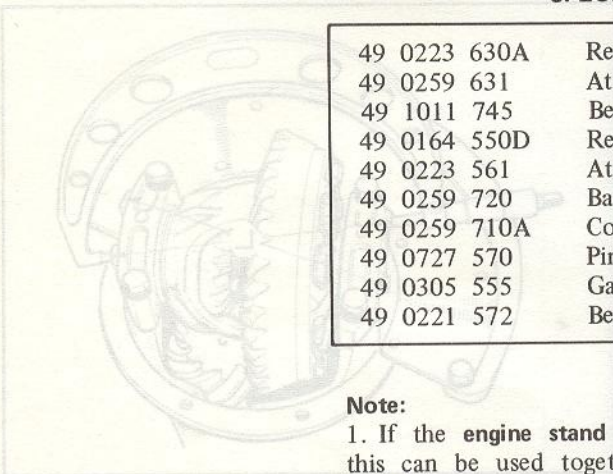 49 0223 630A Re
49 0259 631 At
49 1011 745 Be
49 0164 550D Re
49 0223 561 At
49 0259 720 Ba
49 0259 710A Co
49 0727 570 Pin
49 0305 555 Ga
49 0221 572 Be
Note:
1. If the engine stand
this can be used toget